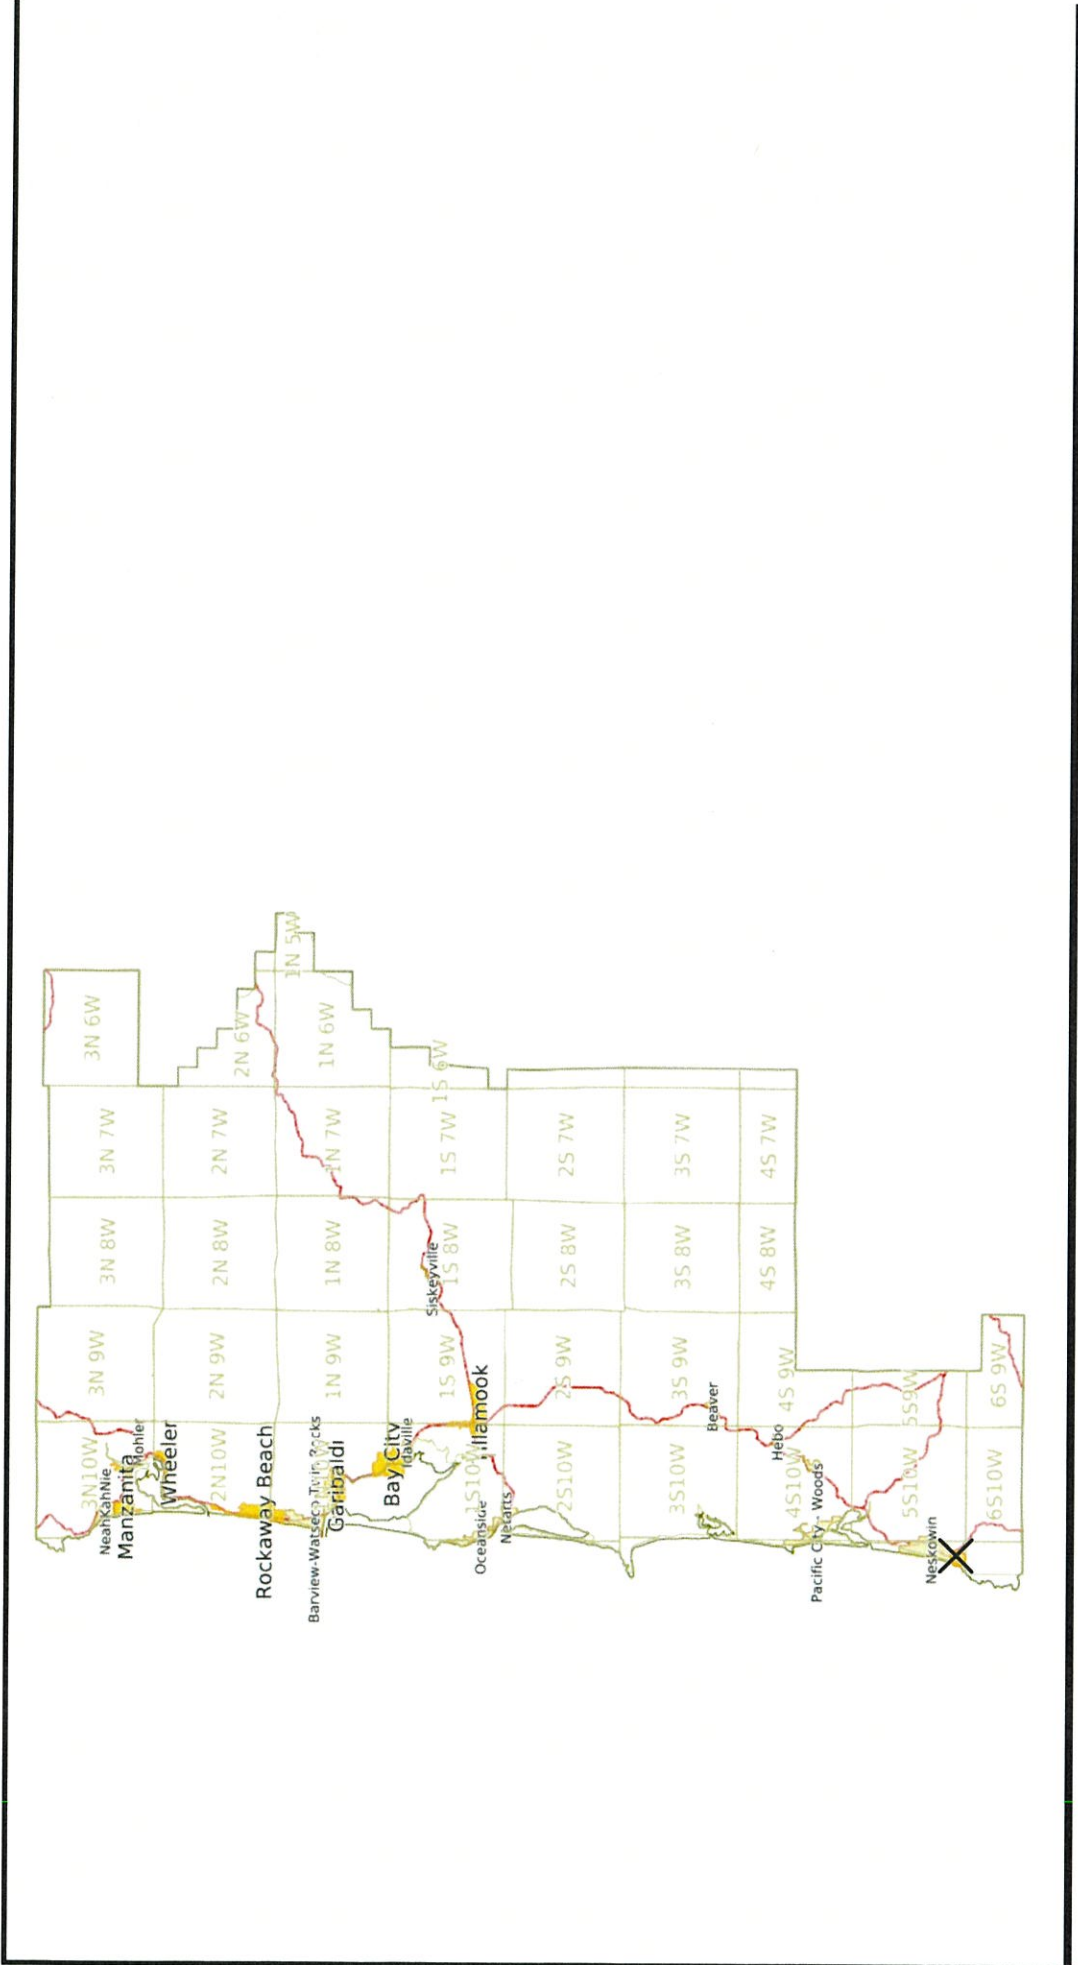 3N 6W
2N 6W
1N 5W
1N 6W
1S 6W
3N 7W
2N 7W
1N 7W
1S 7W
2S 7W
3S 7W
4S 7W
3N 8W
2N 8W
1N 8W
1S 8W
2S 8W
3S 8W
4S 8W
Siskeyville
3N 9W
2N 9W
1N 9W
1S 9W
2S 9W
3S 9W
4S 9W
5S9W
6S 9W
Tillamook
Beaver
Hebo
3N10W
NeahKahNie
Manzanita
Mohler
Wheeler
2N10W
Rockaway Beach
Barview-Watseco-Twin Rocks
Garibaldi
Bay City
Idaville
1S10W
Oceanside
Netarts
2S10W
3S10W
4S10W
Pacific City - Woods
5S10W
Neskowin
6S10W